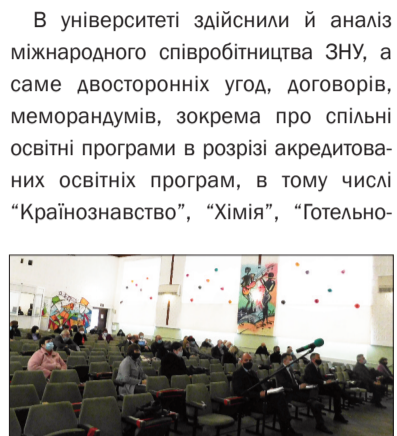 В університеті здійснили й аналіз
міжнародного співробітництва ЗНУ, а
саме двосторонніх угод, договорів,
меморандумів, зокрема про спільні
освітні програми в розрізі акредитова-
них освітніх програм, в тому числі
“Країнознавство”, “Хімія”, “Готельно-